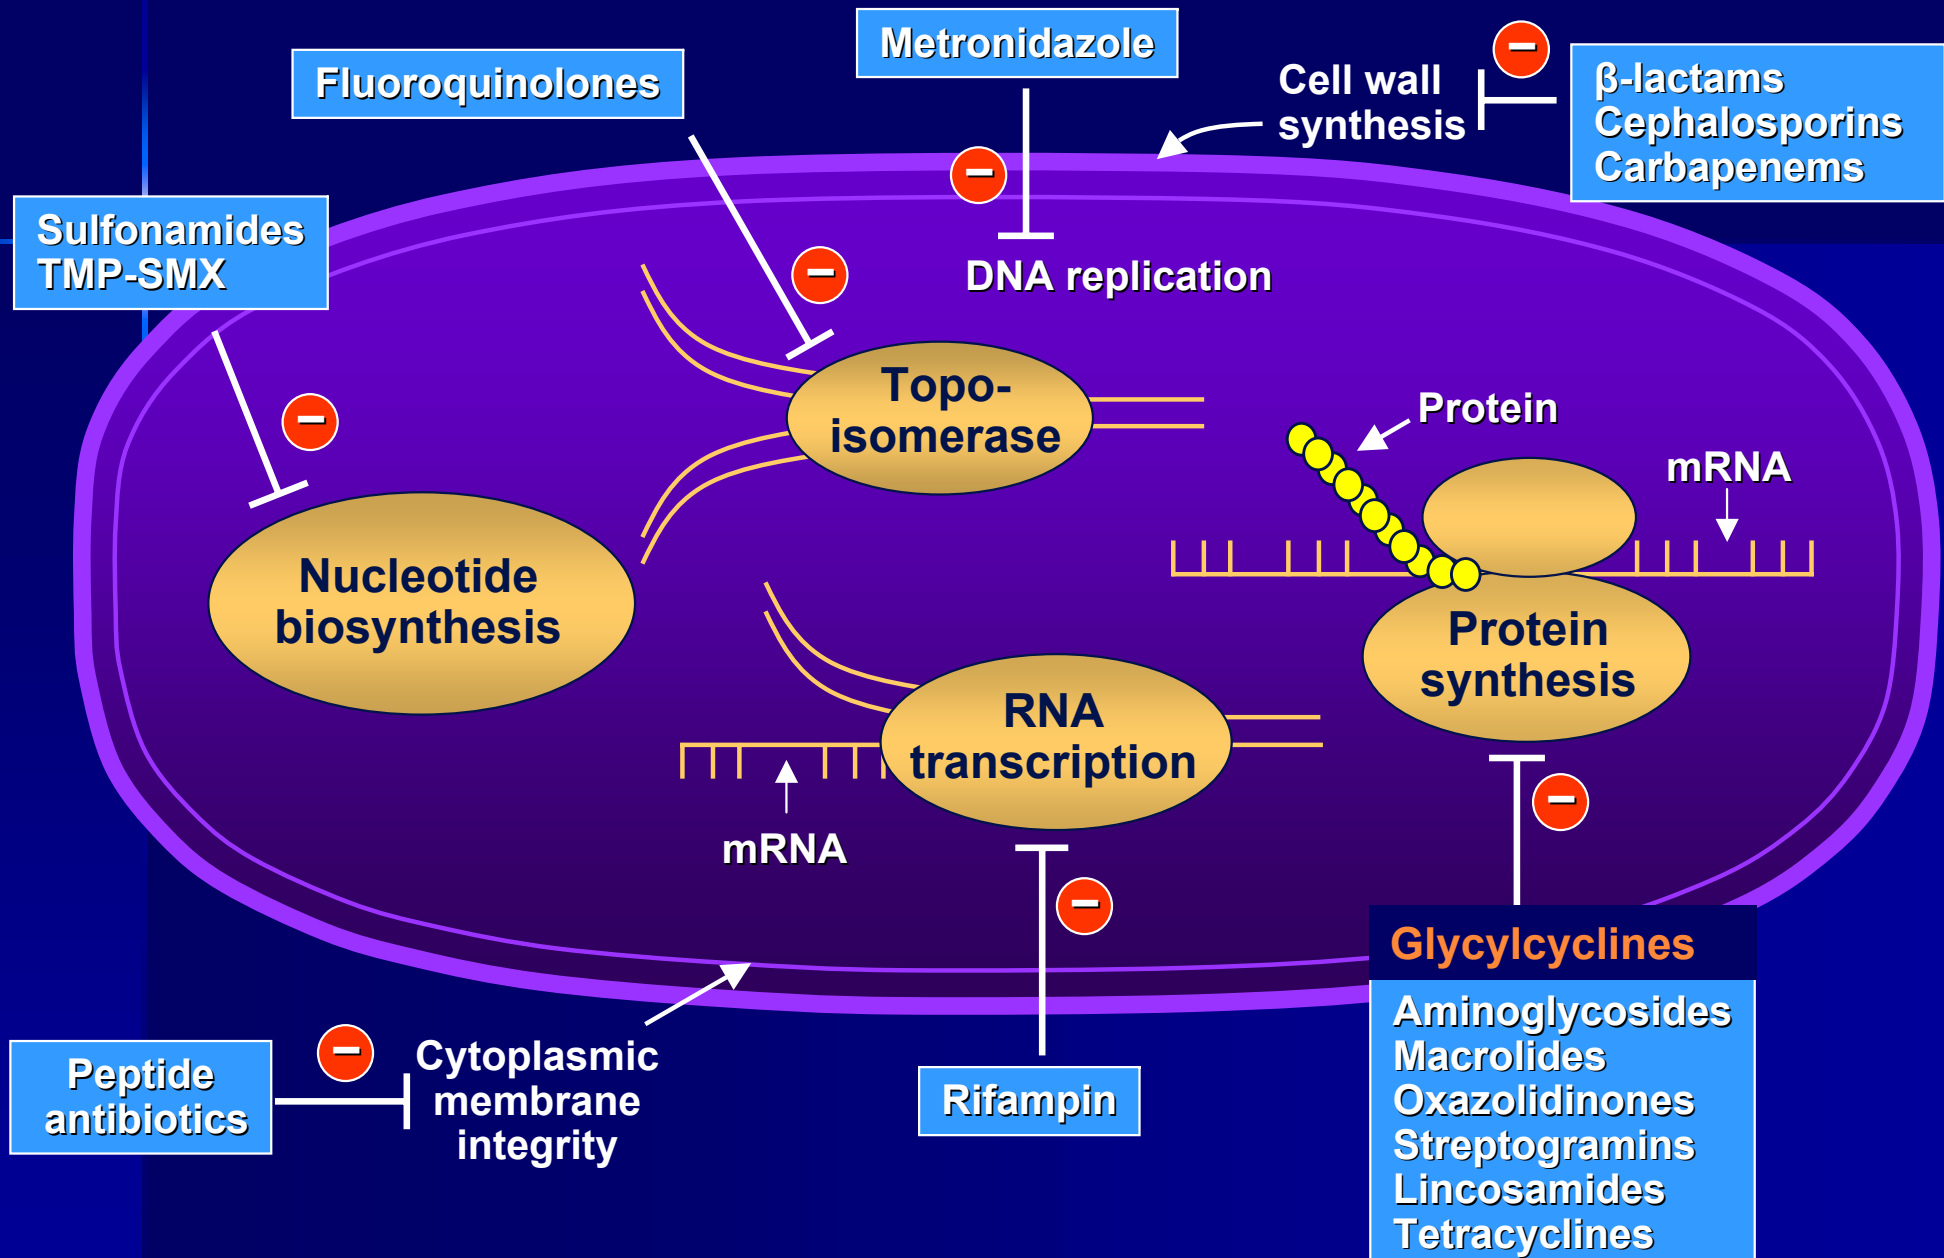 Metronidazole
Fluoroquinolones
Cell wall
synthesis
−
β-lactams
Cephalosporins
Carbapenems
−
Sulfonamides
TMP-SMX
−
DNA replication
−
Topo-
isomerase
Protein
mRNA
−
Nucleotide
biosynthesis
Protein
synthesis
RNA
transcription
mRNA
−
−
Glycylcyclines
Aminoglycosides
Macrolides
Oxazolidinones
Streptogramins
Lincosamides
Tetracyclines
Peptide
antibiotics
−
Cytoplasmic
membrane
integrity
Rifampin